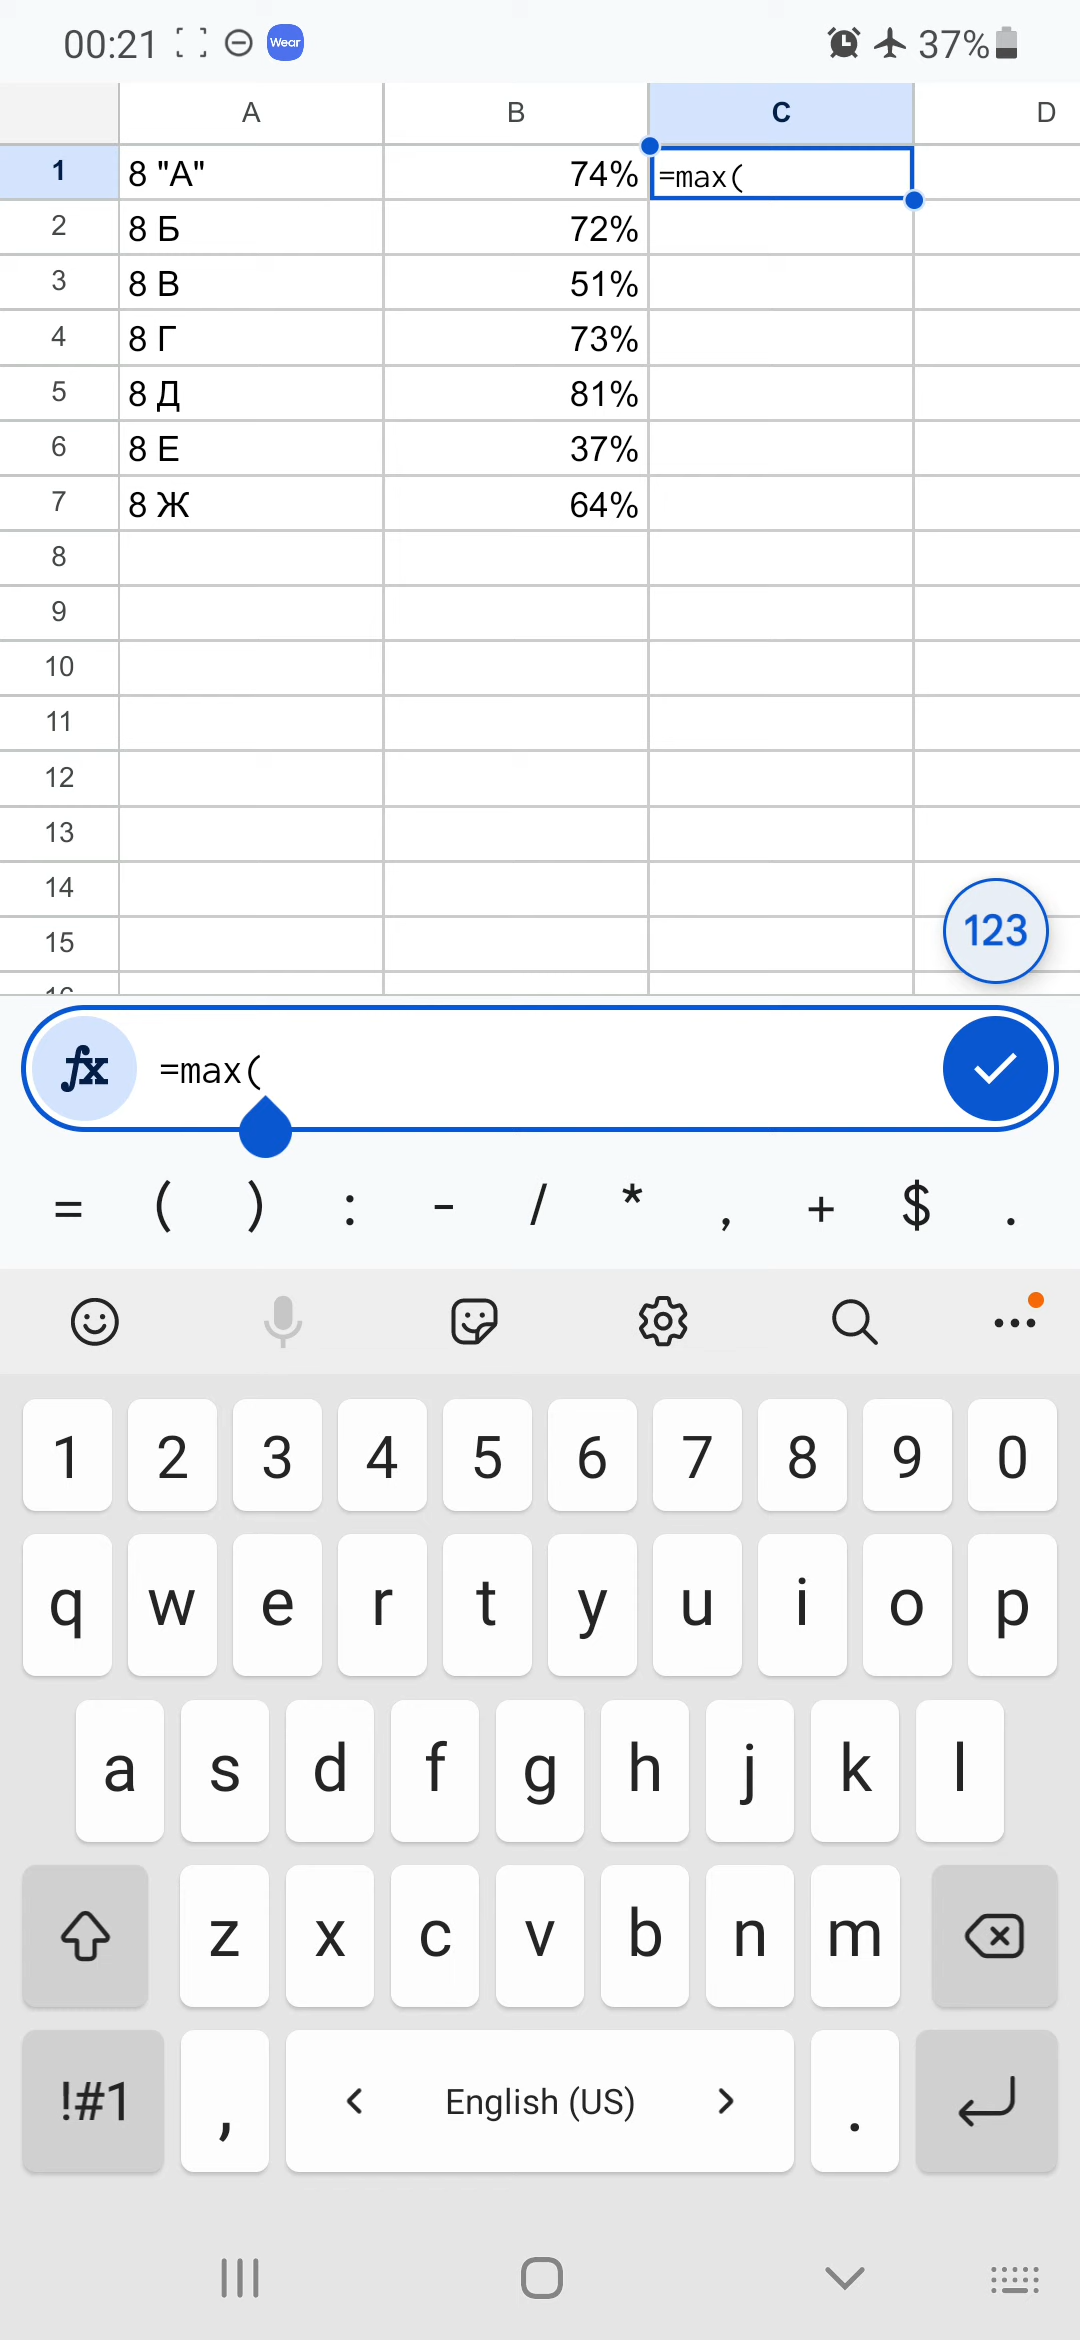 00:21 Wear 37%
A B C D
1 8 "А" 74% =max(
2 8 Б 72%
3 8 В 51%
4 8 Г 73%
5 8 Д 81%
6 8 Е 37%
7 8 Ж 64%
8
9
10
11
12
13
14
15 123
16
fx =max(
= ( ) : - / * , + $ .
1 2 3 4 5 6 7 8 9 0
q w e r t y u i o p
a s d f g h j k l
z x c v b n m
!#1 , < English (US) > .